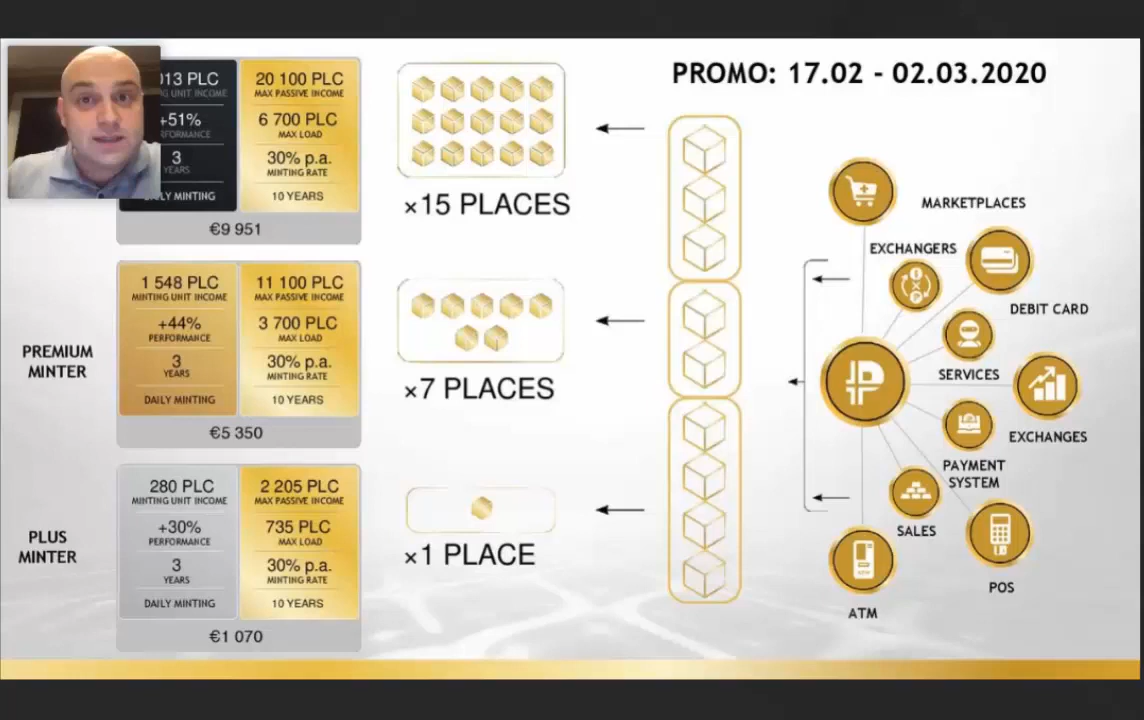 PROMO: 17.02 - 02.03.2020
013 PLC
UNIT INCOME
+51%
3
YEARS
DAILY MINTING
20 100 PLC
MAX PASSIVE INCOME
6 700 PLC
MAX LOAD
30% p.a.
MINTING RATE
10 YEARS
€9 951
×15 PLACES
PREMIUM
MINTER
1 548 PLC
MINTING UNIT INCOME
+44%
PERFORMANCE
3
YEARS
DAILY MINTING
11 100 PLC
MAX PASSIVE INCOME
3 700 PLC
MAX LOAD
30% p.a.
MINTING RATE
10 YEARS
€5 350
×7 PLACES
PLUS
MINTER
280 PLC
MINTING UNIT INCOME
+30%
PERFORMANCE
3
YEARS
DAILY MINTING
2 205 PLC
MAX PASSIVE INCOME
735 PLC
MAX LOAD
30% p.a.
MINTING RATE
10 YEARS
€1 070
×1 PLACE
MARKETPLACES
EXCHANGERS
DEBIT CARD
SERVICES
EXCHANGES
PAYMENT
SYSTEM
SALES
POS
ATM